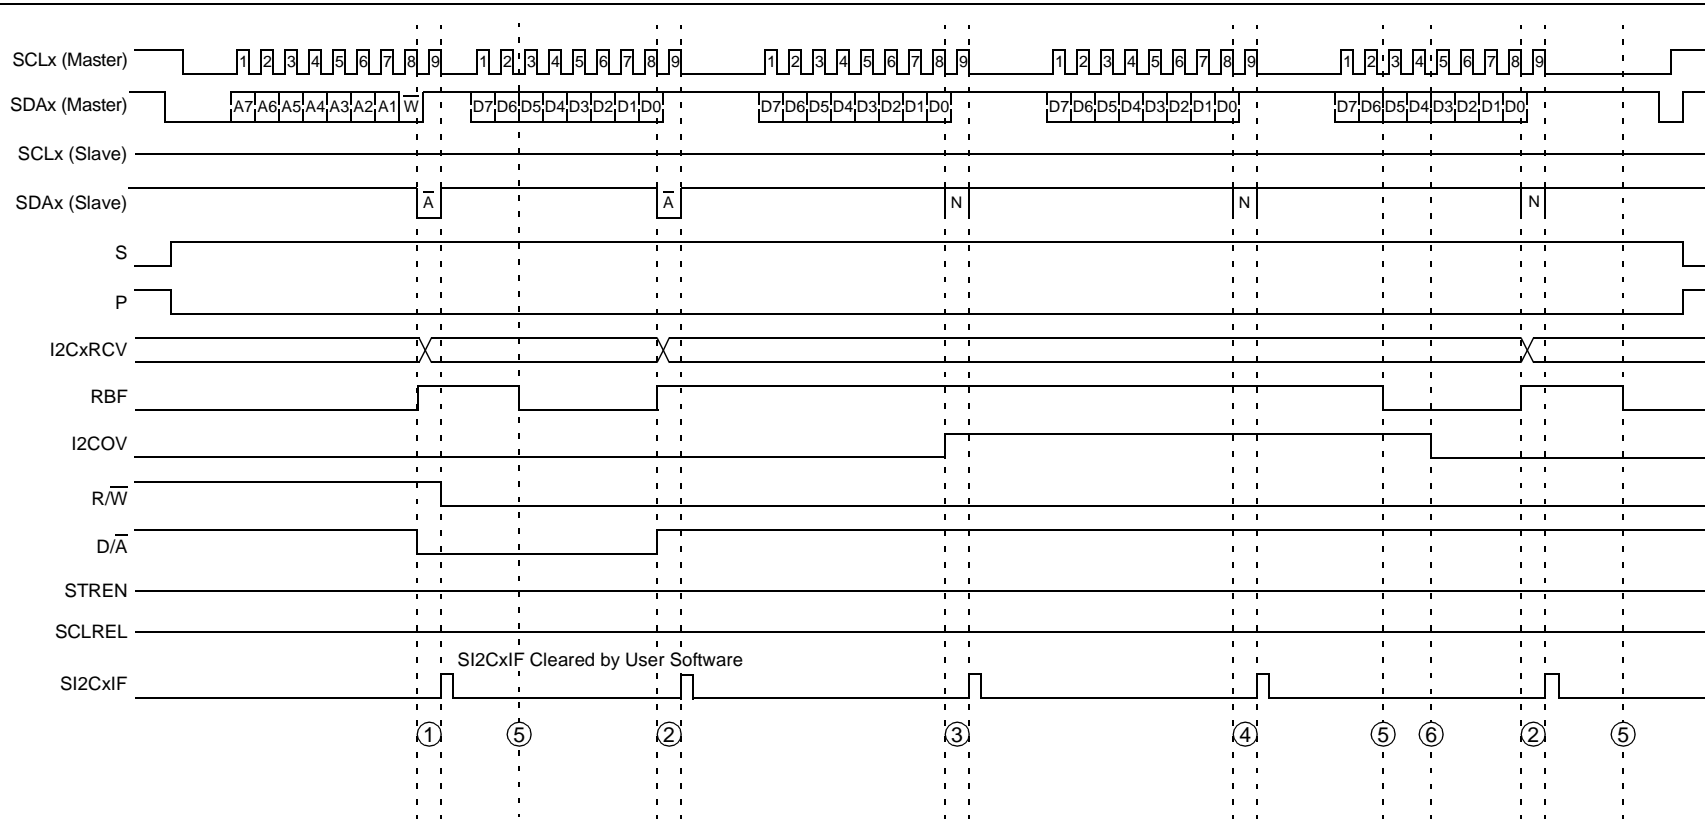 SCLx (Master) 1 2 3 4 5 6 7 8 9 1 2 3 4 5 6 7 8 9 1 2 3 4 5 6 7 8 9 1 2 3 4 5 6 7 8 9 1 2 3 4 5 6 7 8 9
SDAx (Master) A7 A6 A5 A4 A3 A2 A1 W̅ D7 D6 D5 D4 D3 D2 D1 D0 D7 D6 D5 D4 D3 D2 D1 D0 D7 D6 D5 D4 D3 D2 D1 D0 D7 D6 D5 D4 D3 D2 D1 D0
SCLx (Slave)
SDAx (Slave) A̅ A̅ N N N
S
P
I2CxRCV
RBF
I2COV
R/W̅
D/A̅
STREN
SCLREL
SI2CxIF Cleared by User Software
SI2CxIF
1 5 2 3 4 5 6 2 5